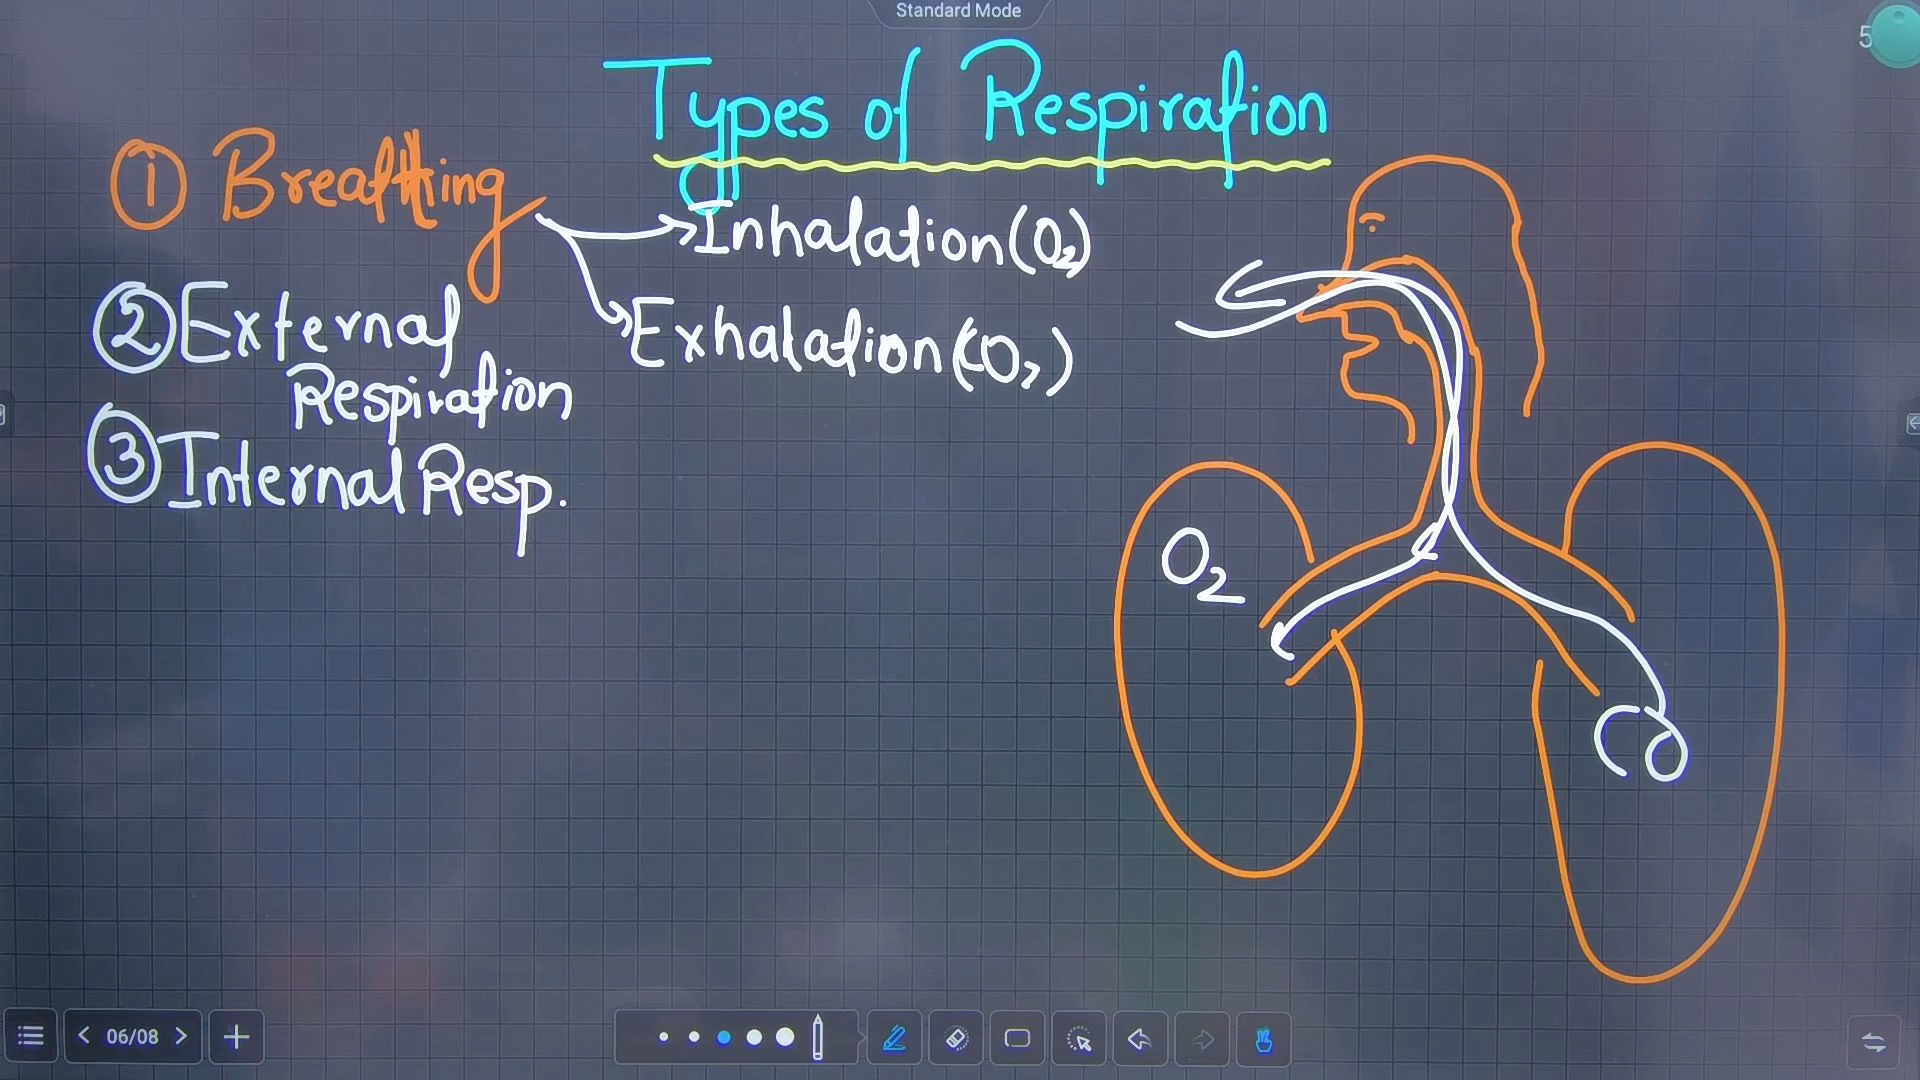 Standard Mode
5
Types of Respiration
① Breathing
Inhalation (O₂)
Exhalation (CO₂)
② External
Respiration
③ Internal Resp.
O₂
CO
06/08